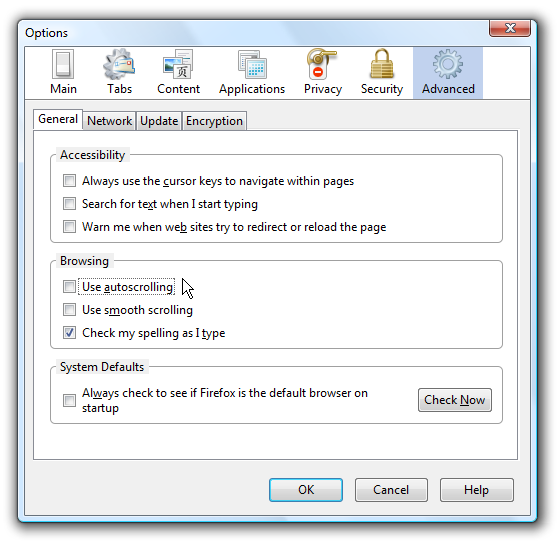 Options
Main Tabs Content Applications Privacy Security Advanced
General Network Update Encryption
Accessibility
Always use the cursor keys to navigate within pages
Search for text when I start typing
Warn me when web sites try to redirect or reload the page
Browsing
Use autoscrolling
Use smooth scrolling
Check my spelling as I type
System Defaults
Always check to see if Firefox is the default browser on
startup
Check Now
OK Cancel Help